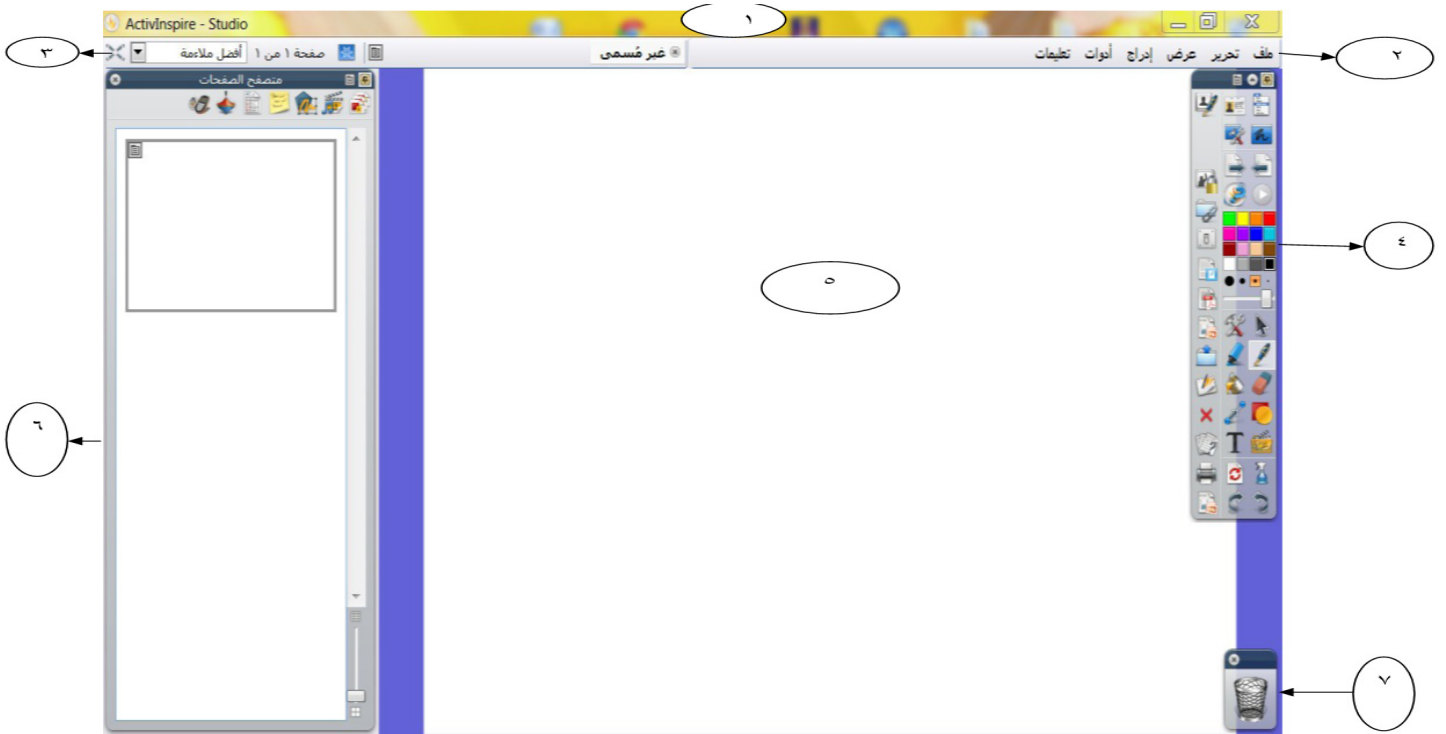 ١
ActivInspire - Studio
٢
ملف تحرير عرض إدراج أدوات تعليمات
غير مُسمى
صفحة ١ من ١ أفضل ملاءمة
٣
متصفح الصفحات
٤
٥
T
٦
٧